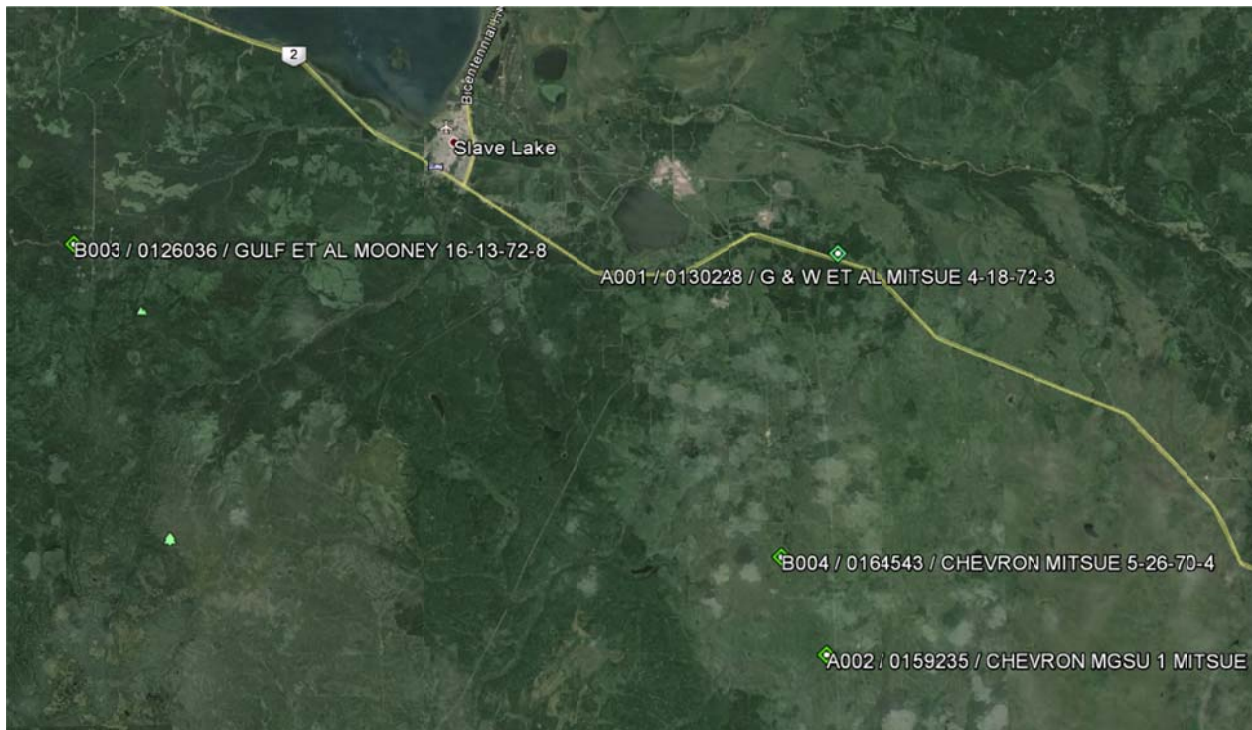 2
Bicentennial
Slave Lake
B003 / 0126036 / GULF ET AL MOONEY 16-13-72-8
A001 / 0130228 / G & W ET AL MITSUE 4-18-72-3
B004 / 0164543 / CHEVRON MITSUE 5-26-70-4
A002 / 0159235 / CHEVRON MGSU 1 MITSUE